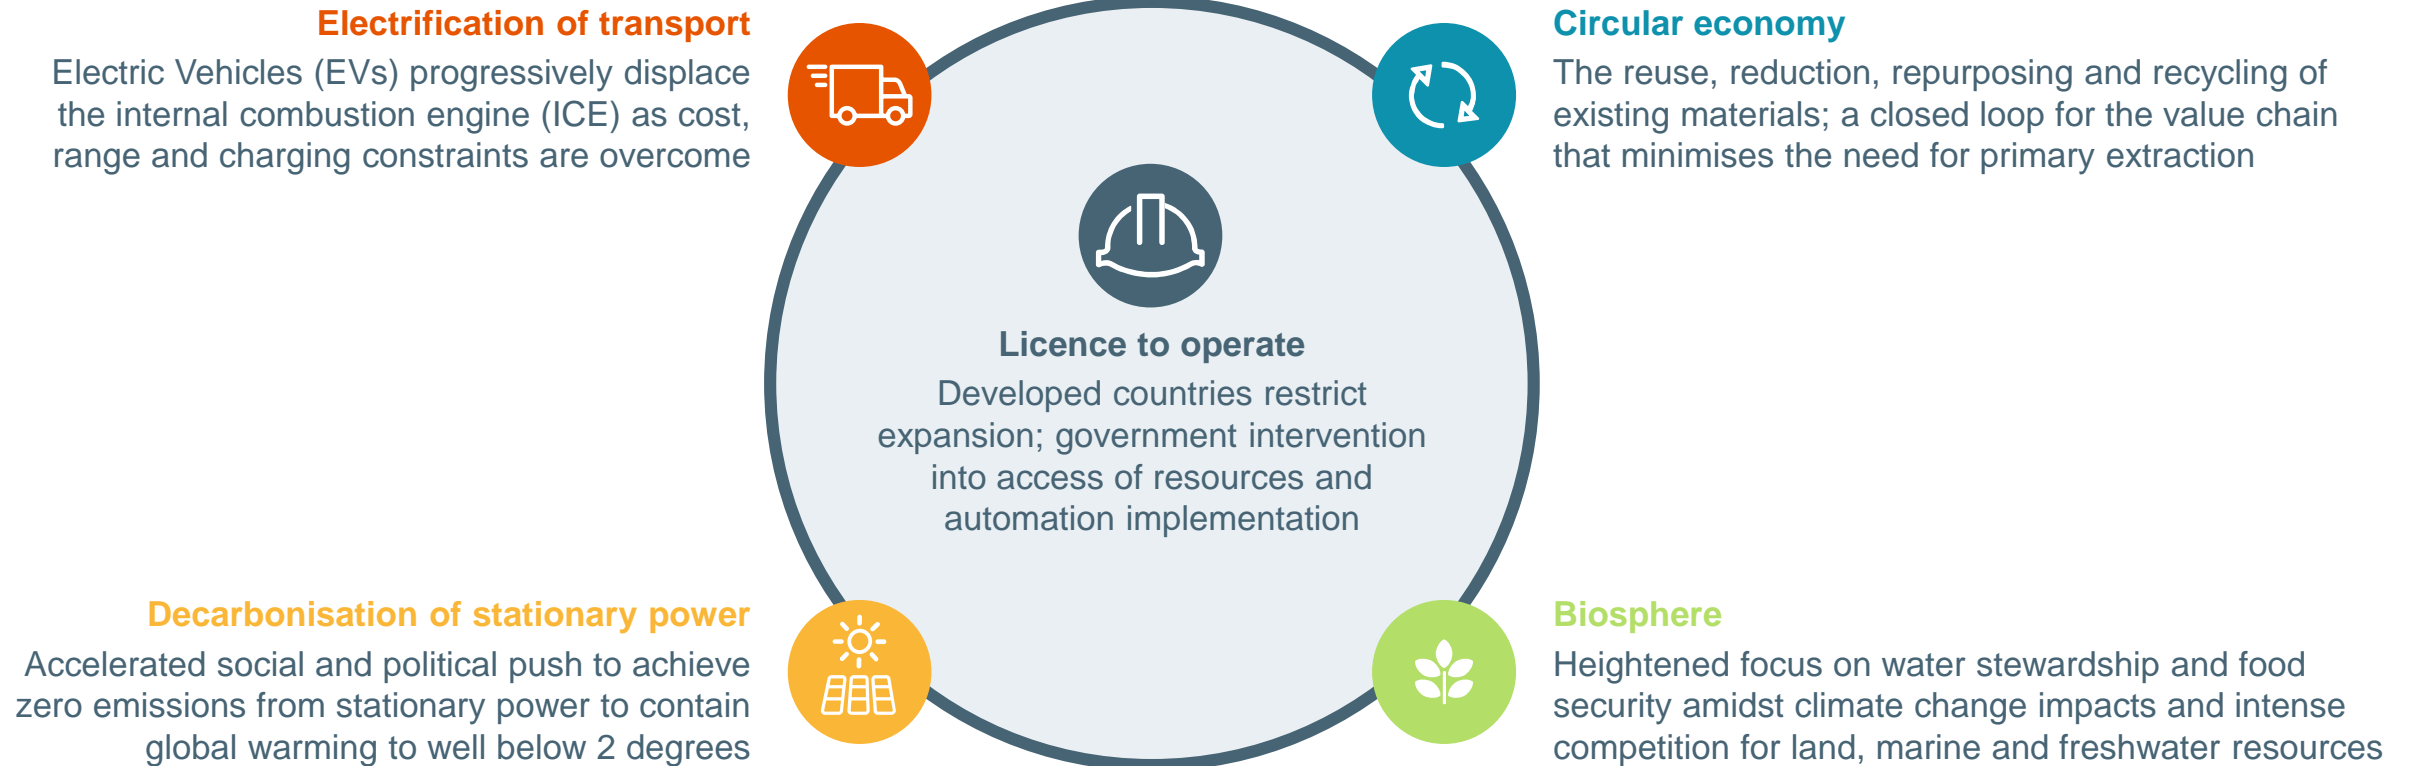 Electrification of transport
Electric Vehicles (EVs) progressively displace
the internal combustion engine (ICE) as cost,
range and charging constraints are overcome
Circular economy
The reuse, reduction, repurposing and recycling of
existing materials; a closed loop for the value chain
that minimises the need for primary extraction
Licence to operate
Developed countries restrict
expansion; government intervention
into access of resources and
automation implementation
Decarbonisation of stationary power
Accelerated social and political push to achieve
zero emissions from stationary power to contain
global warming to well below 2 degrees
Biosphere
Heightened focus on water stewardship and food
security amidst climate change impacts and intense
competition for land, marine and freshwater resources